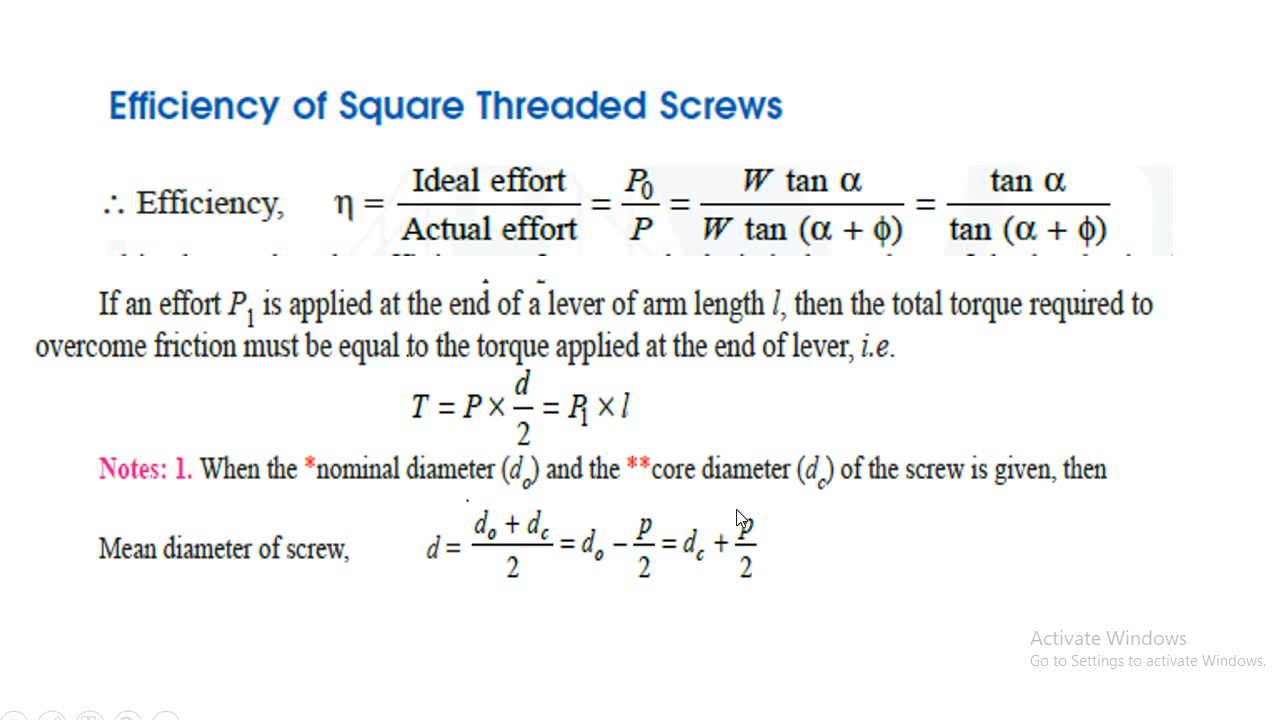 Efficiency of Square Threaded Screws
∴ Efficiency, η = Ideal effort / Actual effort = P₀ / P = W tan α / W tan (α + ϕ) = tan α / tan (α + ϕ)
If an effort P₁ is applied at the end of a lever of arm length l, then the total torque required to
overcome friction must be equal to the torque applied at the end of lever, i.e.
T = P × d / 2 = P₁ × l
Notes: 1. When the *nominal diameter (dₒ) and the **core diameter (d_c) of the screw is given, then
Mean diameter of screw, d = dₒ + d_c / 2 = dₒ − p / 2 = d_c + p / 2
Activate Windows
Go to Settings to activate Windows.